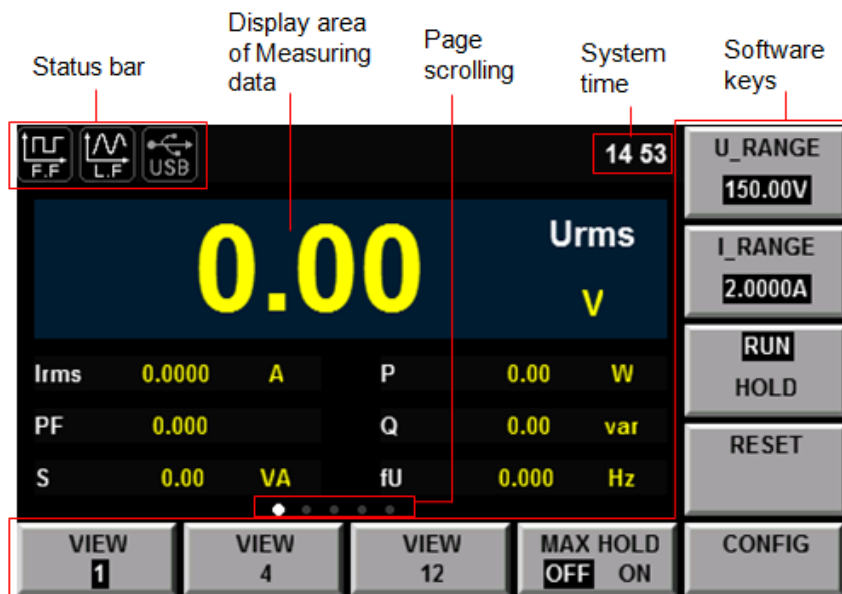 Status bar
Display area
of Measuring
data
Page
scrolling
System
time
Software
keys
F.F
L.F
USB
14 53
0.00
Urms
V
Irms 0.0000 A
P 0.00 W
PF 0.000
Q 0.00 var
S 0.00 VA
fU 0.000 Hz
U_RANGE
150.00V
I_RANGE
2.0000A
RUN
HOLD
RESET
VIEW
1
VIEW
4
VIEW
12
MAX HOLD
OFF ON
CONFIG